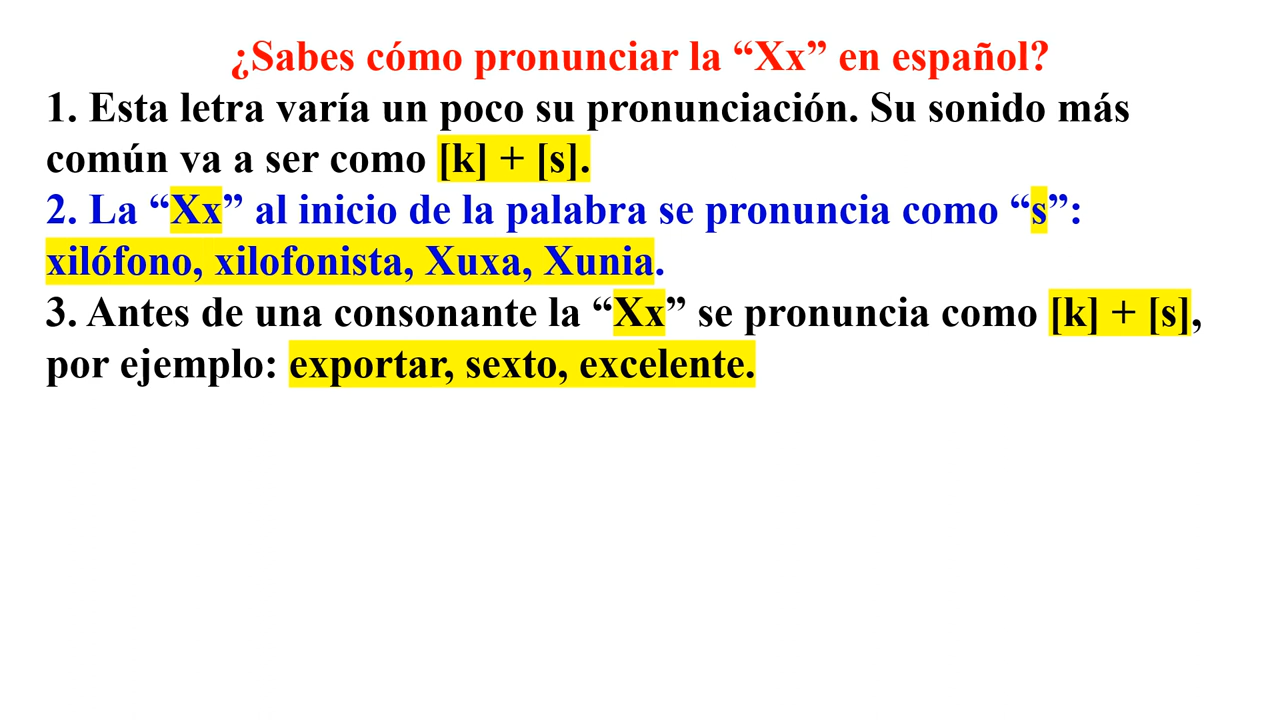 ¿Sabes cómo pronunciar la “Xx” en español?
1. Esta letra varía un poco su pronunciación. Su sonido más
común va a ser como [k] + [s].
2. La “Xx” al inicio de la palabra se pronuncia como “s”:
xilófono, xilofonista, Xuxa, Xunia.
3. Antes de una consonante la “Xx” se pronuncia como [k] + [s],
por ejemplo: exportar, sexto, excelente.